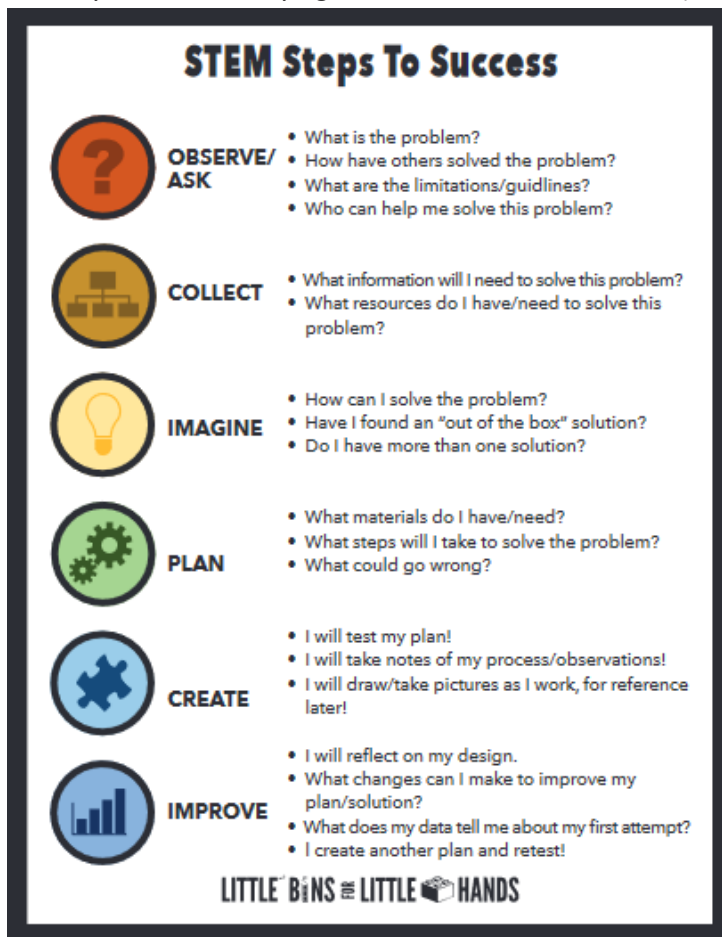 STEM Steps To Success
OBSERVE/
ASK
• What is the problem?
• How have others solved the problem?
• What are the limitations/guidlines?
• Who can help me solve this problem?
COLLECT
• What information will I need to solve this problem?
• What resources do I have/need to solve this
problem?
IMAGINE
• How can I solve the problem?
• Have I found an “out of the box” solution?
• Do I have more than one solution?
PLAN
• What materials do I have/need?
• What steps will I take to solve the problem?
• What could go wrong?
CREATE
• I will test my plan!
• I will take notes of my process/observations!
• I will draw/take pictures as I work, for reference
later!
IMPROVE
• I will reflect on my design.
• What changes can I make to improve my
plan/solution?
• What does my data tell me about my first attempt?
• I create another plan and retest!
LITTLE BiNS FOR LITTLE HANDS